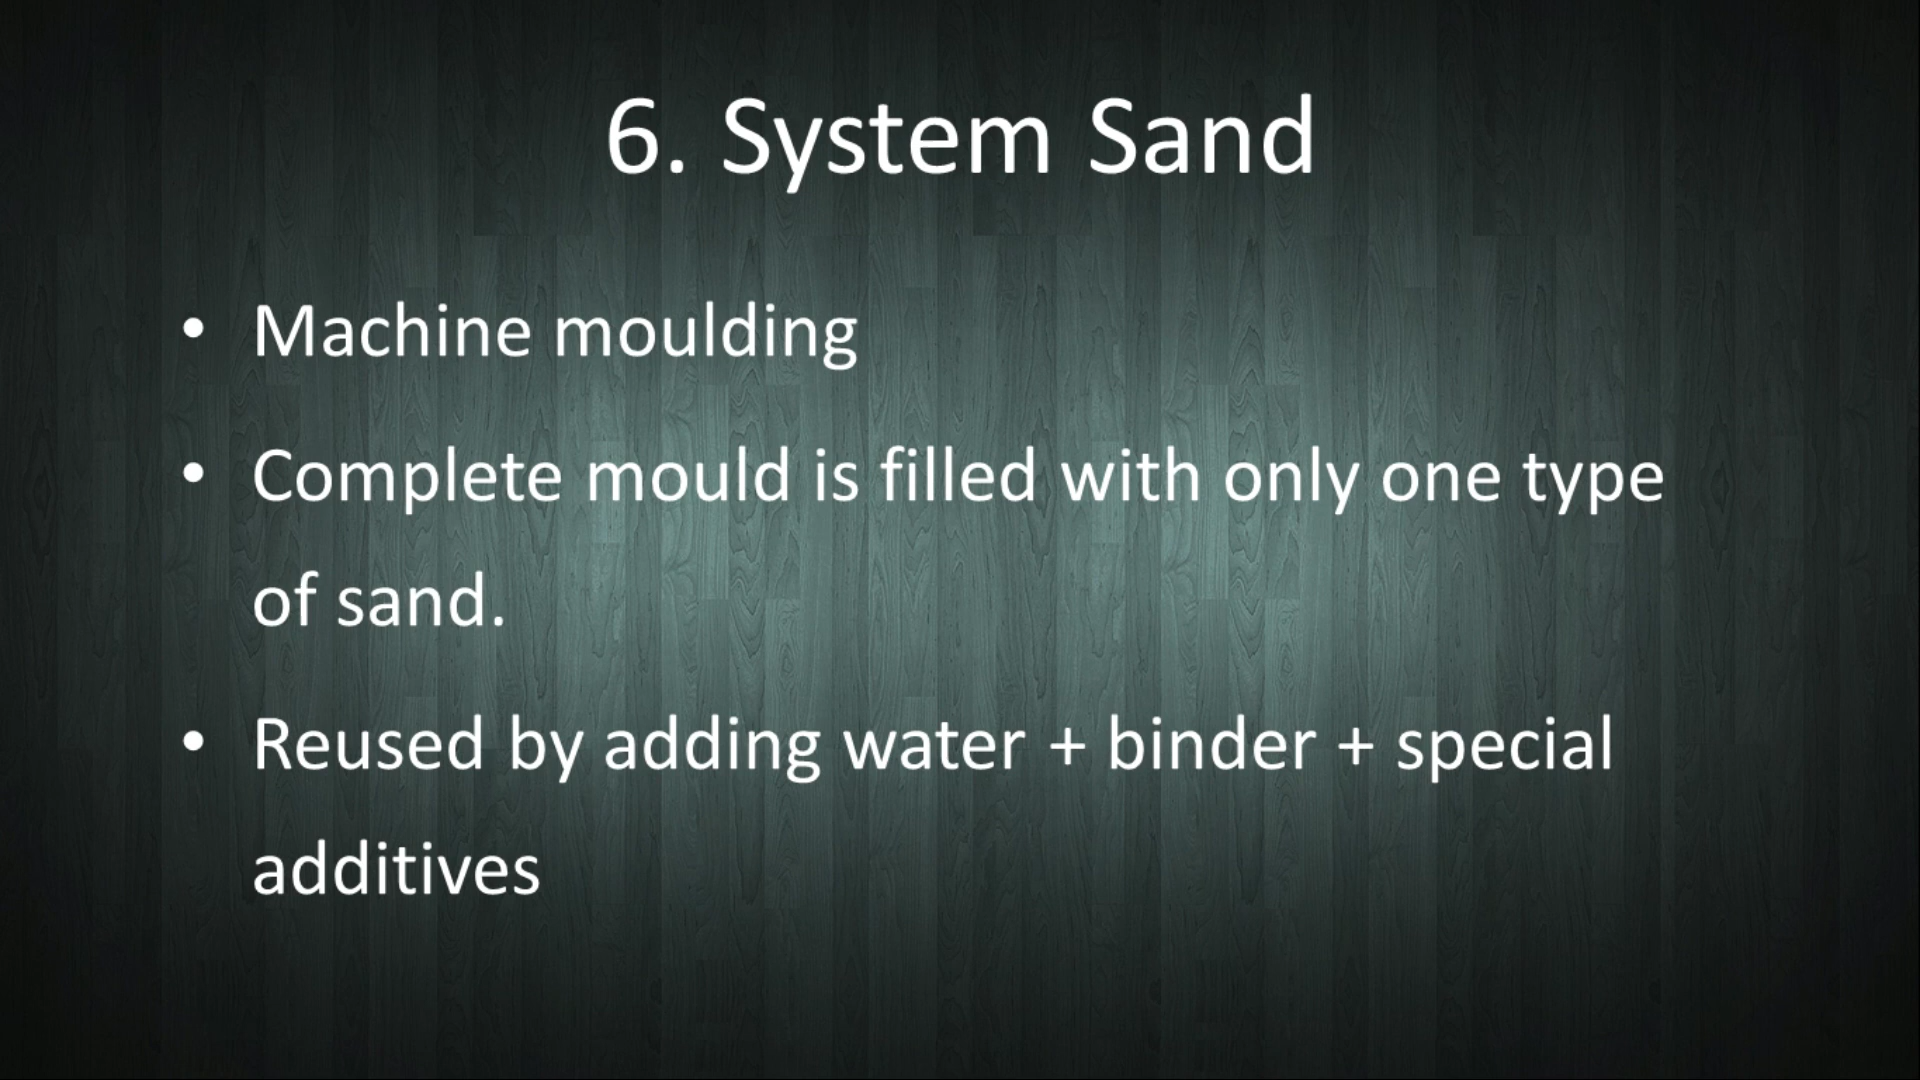 6. System Sand
• Machine moulding
• Complete mould is filled with only one type
of sand.
• Reused by adding water + binder + special
additives